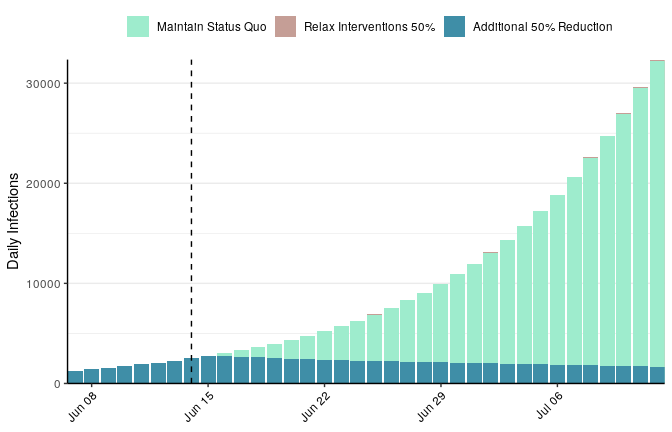 Maintain Status Quo Relax Interventions 50% Additional 50% Reduction
30000
20000
10000
0
Daily Infections
Jun 08 Jun 15 Jun 22 Jun 29 Jul 06